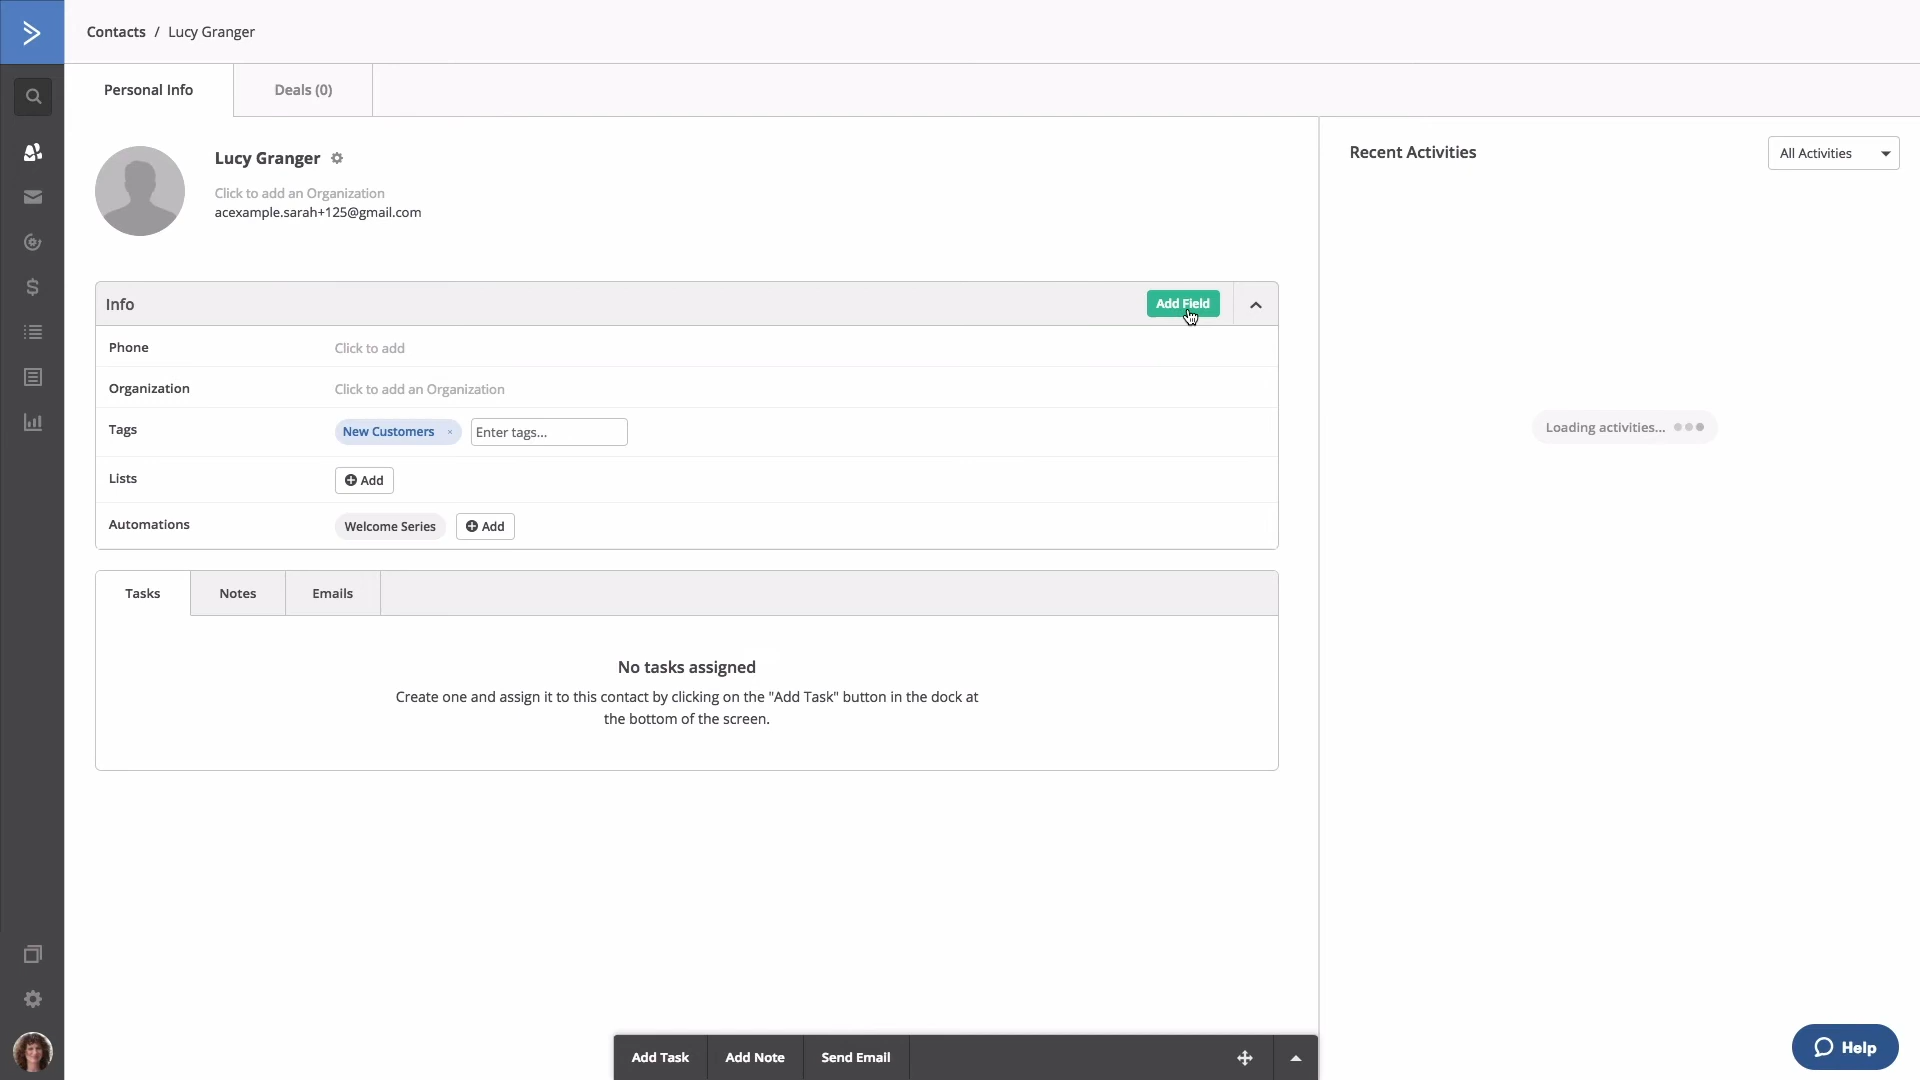 Contacts / Lucy Granger
Personal Info
Deals (0)
Lucy Granger
Click to add an Organization
acexample.sarah+125@gmail.com
Recent Activities
All Activities
Info
Add Field
Phone
Click to add
Organization
Click to add an Organization
Tags
New Customers ×
Enter tags...
Lists
Add
Automations
Welcome Series
Add
Loading activities...
Tasks
Notes
Emails
No tasks assigned
Create one and assign it to this contact by clicking on the "Add Task" button in the dock at
the bottom of the screen.
Add Task
Add Note
Send Email
Help